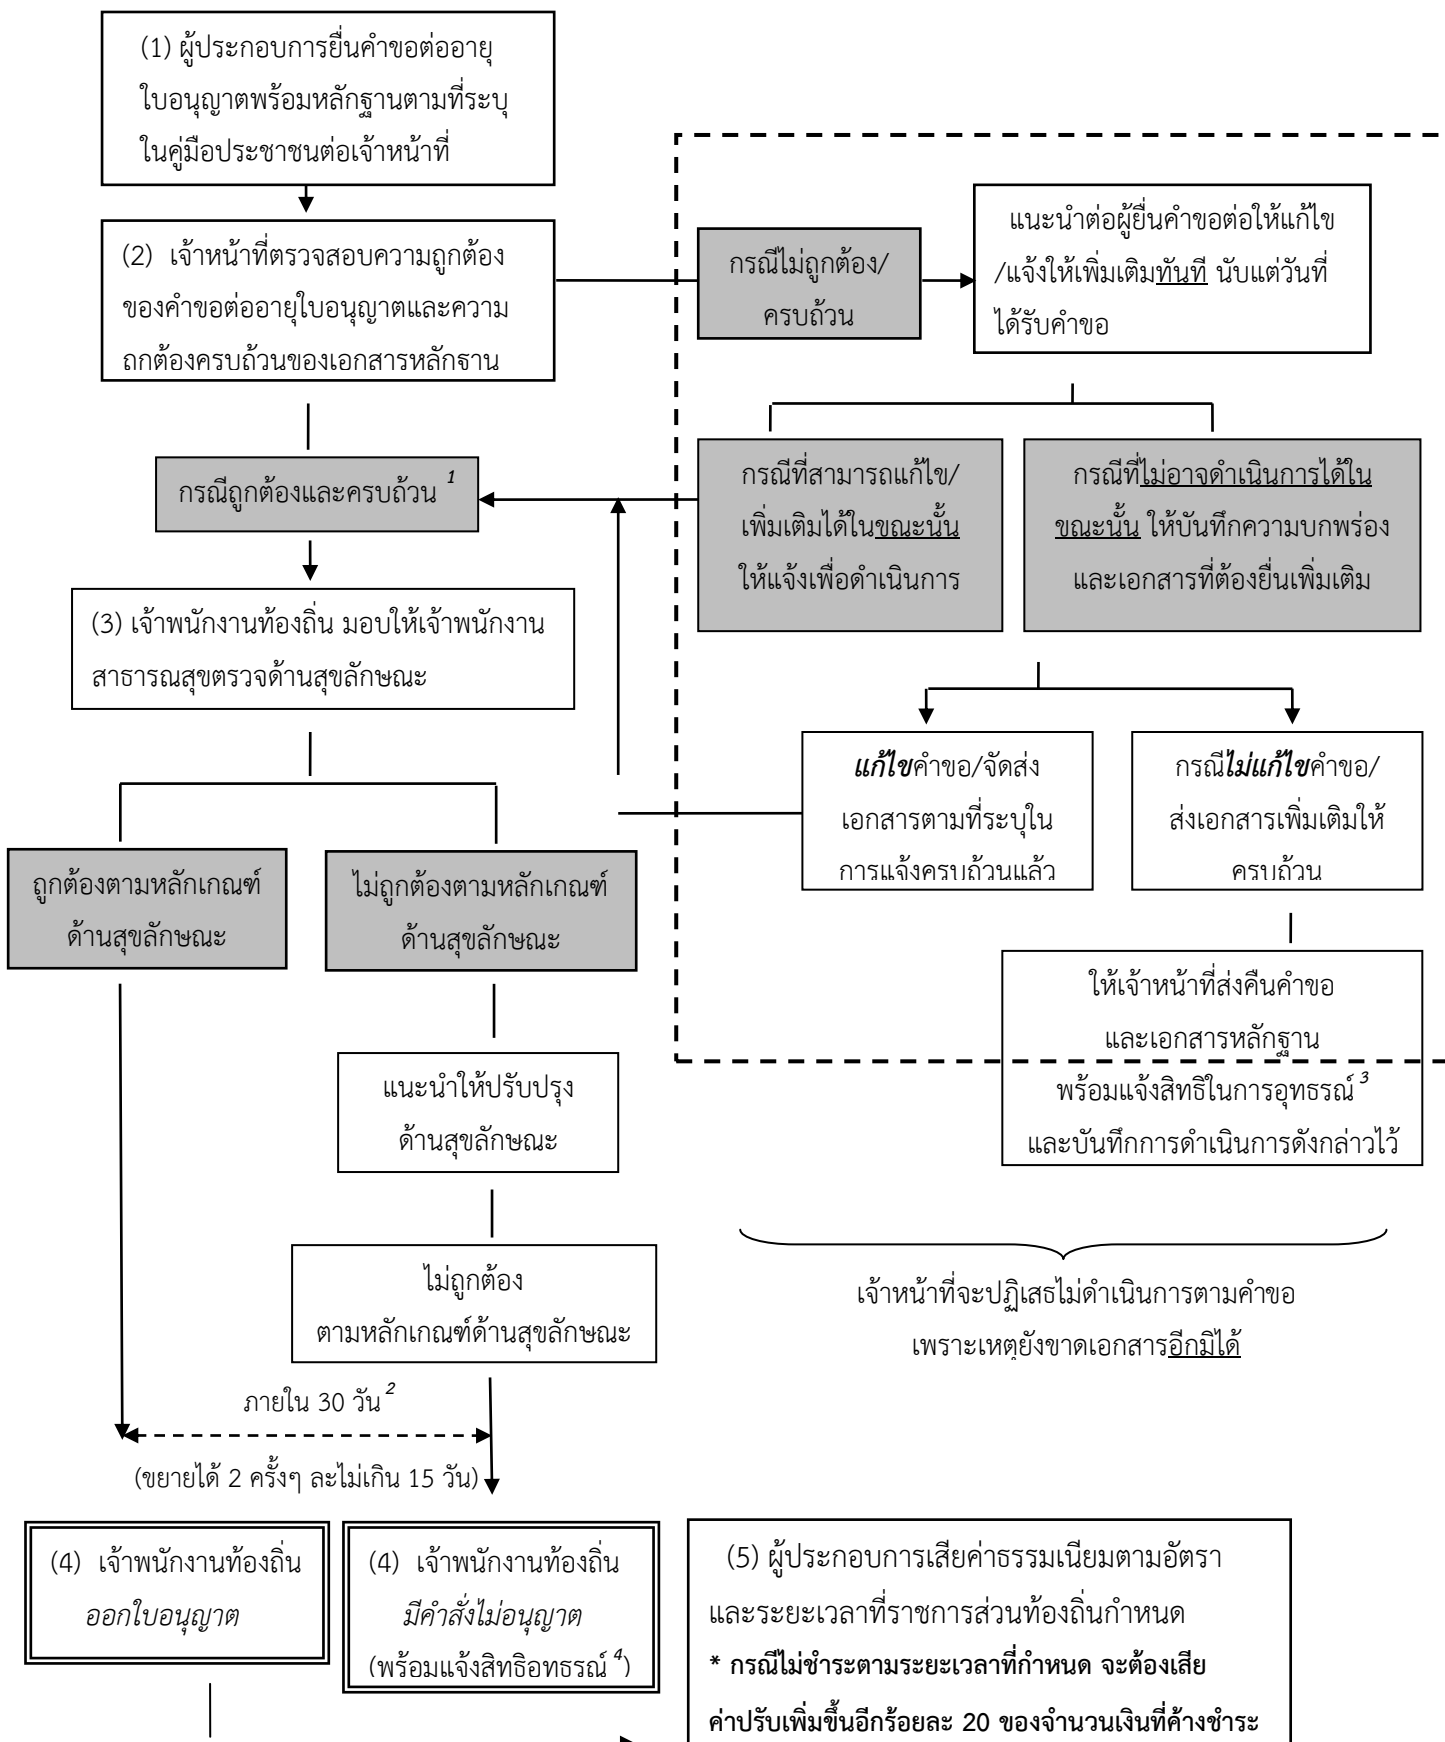 (1) ผู้ประกอบการยื่นคำขอต่ออายุ
ใบอนุญาตพร้อมหลักฐานตามที่ระบุ
ในคู่มือประชาชนต่อเจ้าหน้าที่
(2) เจ้าหน้าที่ตรวจสอบความถูกต้อง
ของคำขอต่ออายุใบอนุญาตและความ
ถูกต้องครบถ้วนของเอกสารหลักฐาน
กรณีไม่ถูกต้อง/
ครบถ้วน
แนะนำต่อผู้ยื่นคำขอต่อให้แก้ไข
/แจ้งให้เพิ่มเติมทันที นับแต่วันที่
ได้รับคำขอ
กรณีถูกต้องและครบถ้วน 1
กรณีที่สามารถแก้ไข/
เพิ่มเติมได้ในขณะนั้น
ให้แจ้งเพื่อดำเนินการ
กรณีที่ไม่อาจดำเนินการได้ใน
ขณะนั้น ให้บันทึกความบกพร่อง
และเอกสารที่ต้องยื่นเพิ่มเติม
(3) เจ้าพนักงานท้องถิ่น มอบให้เจ้าพนักงาน
สาธารณสุขตรวจด้านสุขลักษณะ
แก้ไขคำขอ/จัดส่ง
เอกสารตามที่ระบุใน
การแจ้งครบถ้วนแล้ว
กรณีไม่แก้ไขคำขอ/
ส่งเอกสารเพิ่มเติมให้
ครบถ้วน
ถูกต้องตามหลักเกณฑ์
ด้านสุขลักษณะ
ไม่ถูกต้องตามหลักเกณฑ์
ด้านสุขลักษณะ
ให้เจ้าหน้าที่ส่งคืนคำขอ
และเอกสารหลักฐาน
พร้อมแจ้งสิทธิในการอุทธรณ์ 3
และบันทึกการดำเนินการดังกล่าวไว้
แนะนำให้ปรับปรุง
ด้านสุขลักษณะ
ไม่ถูกต้อง
ตามหลักเกณฑ์ด้านสุขลักษณะ
เจ้าหน้าที่จะปฏิเสธไม่ดำเนินการตามคำขอ
เพราะเหตุยังขาดเอกสารอีกมิได้
ภายใน 30 วัน 2
(ขยายได้ 2 ครั้งๆ ละไม่เกิน 15 วัน)
(4) เจ้าพนักงานท้องถิ่น
ออกใบอนุญาต
(4) เจ้าพนักงานท้องถิ่น
มีคำสั่งไม่อนุญาต
(พร้อมแจ้งสิทธิอุทธรณ์ 4)
(5) ผู้ประกอบการเสียค่าธรรมเนียมตามอัตรา
และระยะเวลาที่ราชการส่วนท้องถิ่นกำหนด
* กรณีไม่ชำระตามระยะเวลาที่กำหนด จะต้องเสีย
ค่าปรับเพิ่มขึ้นอีกร้อยละ 20 ของจำนวนเงินที่ค้างชำระ